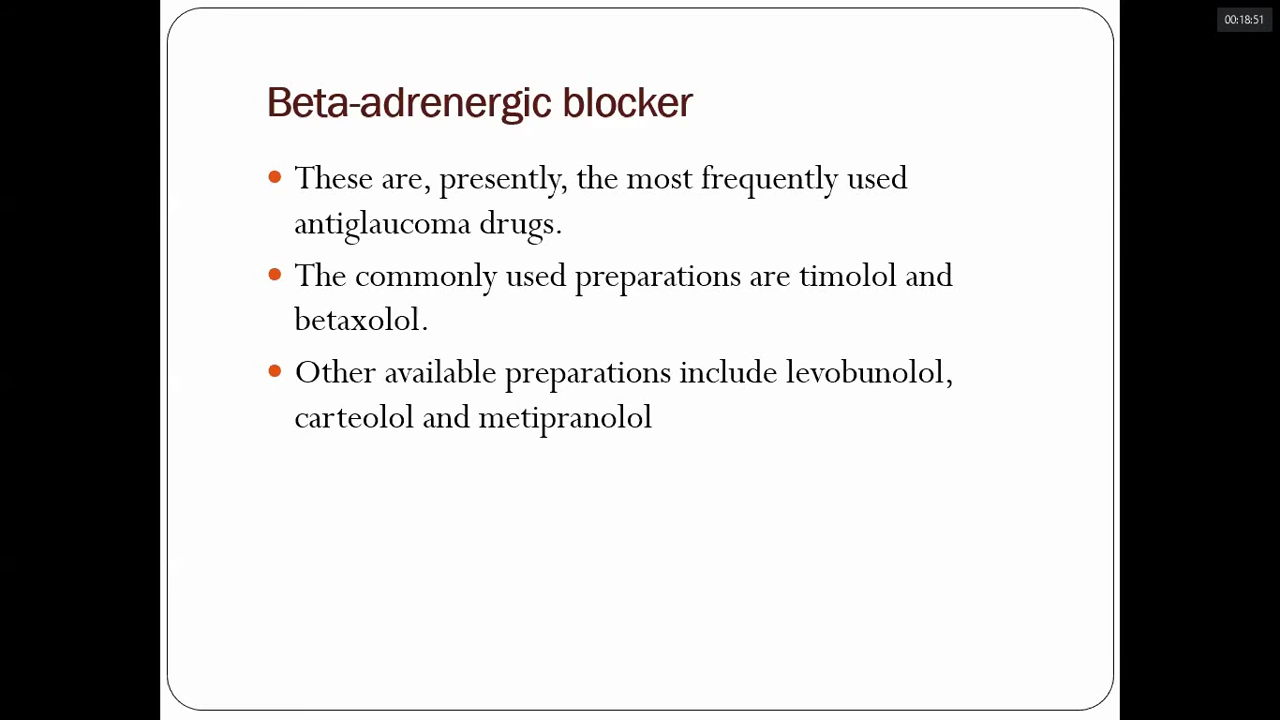 00:18:51
Beta-adrenergic blocker
• These are, presently, the most frequently used
antiglaucoma drugs.
• The commonly used preparations are timolol and
betaxolol.
• Other available preparations include levobunolol,
carteolol and metipranolol